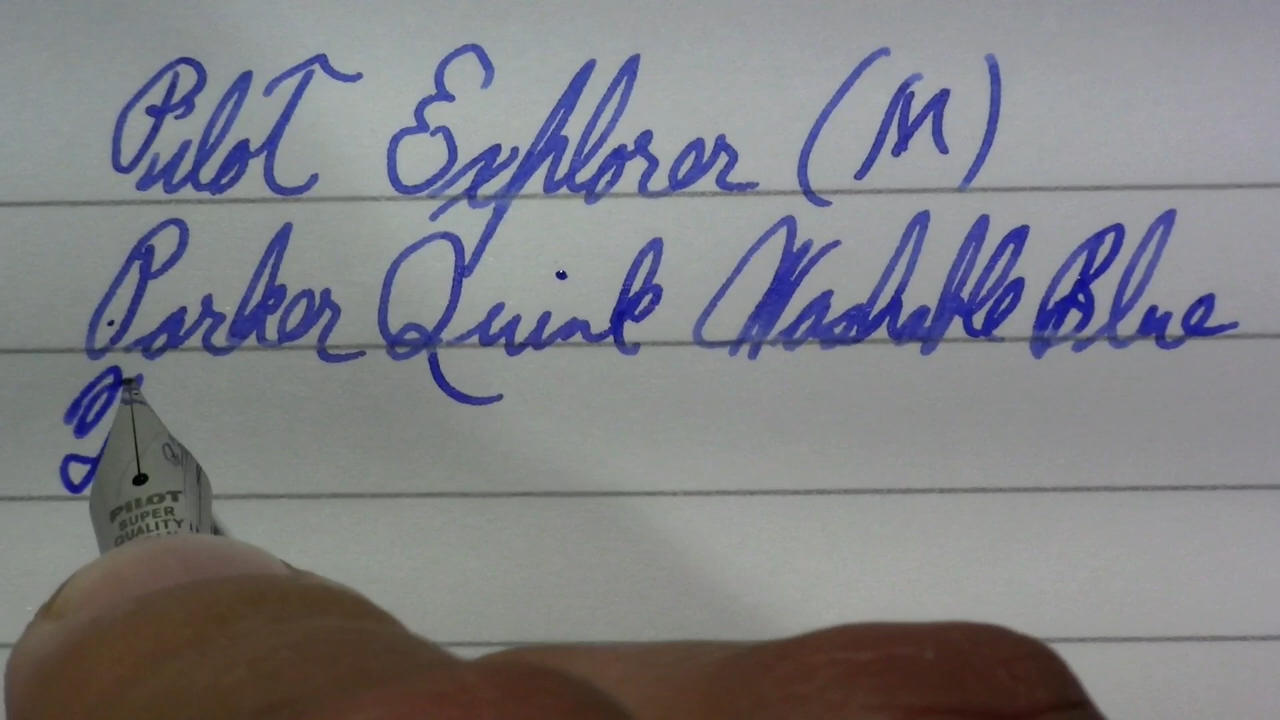 Pilot Explorer (M)
Parker Quink Washable Blue
PILOT
SUPER
QUALITY